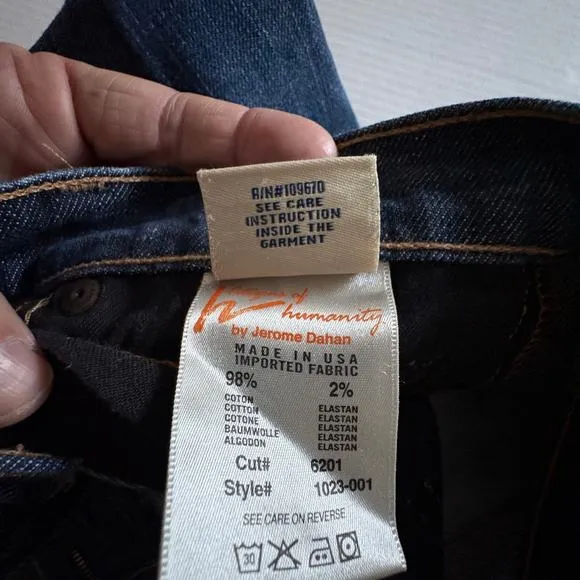 R/N#109670
SEE CARE
INSTRUCTION
INSIDE THE
GARMENT
of
humanity
by Jerome Dahan
MADE IN USA
IMPORTED FABRIC
98% 2%
COTON ELASTAN
COTTON ELASTAN
COTONE ELASTAN
BAUMWOLLE ELASTAN
ALGODON ELASTAN
Cut# 6201
Style# 1023-001
SEE CARE ON REVERSE
30